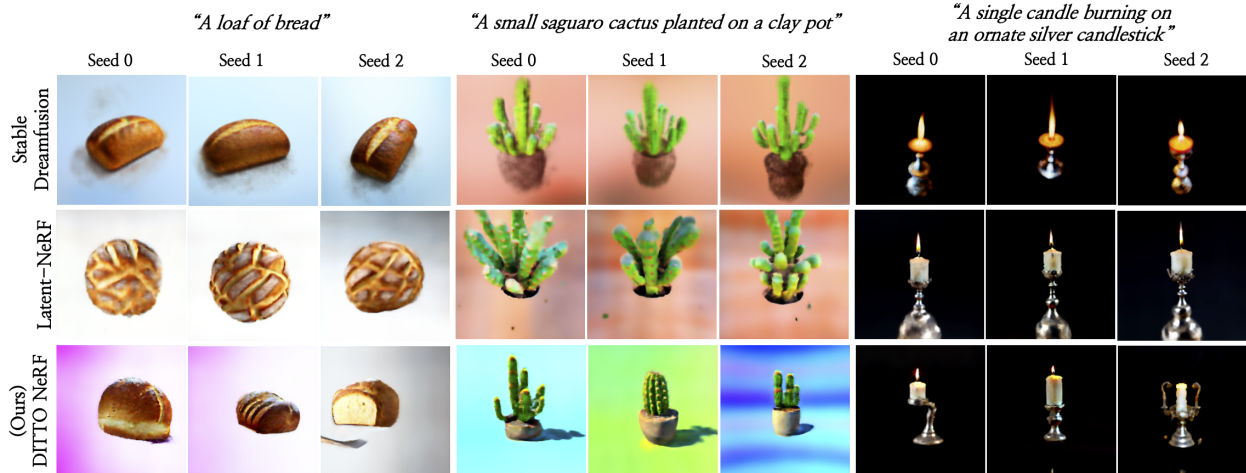 “A loaf of bread”
“A small saguaro cactus planted on a clay pot”
“A single candle burning on
an ornate silver candlestick”
Seed 0
Seed 1
Seed 2
Seed 0
Seed 1
Seed 2
Seed 0
Seed 1
Seed 2
Stable
Dreamfusion
Latent-NeRF
(Ours)
DITTO NeRF